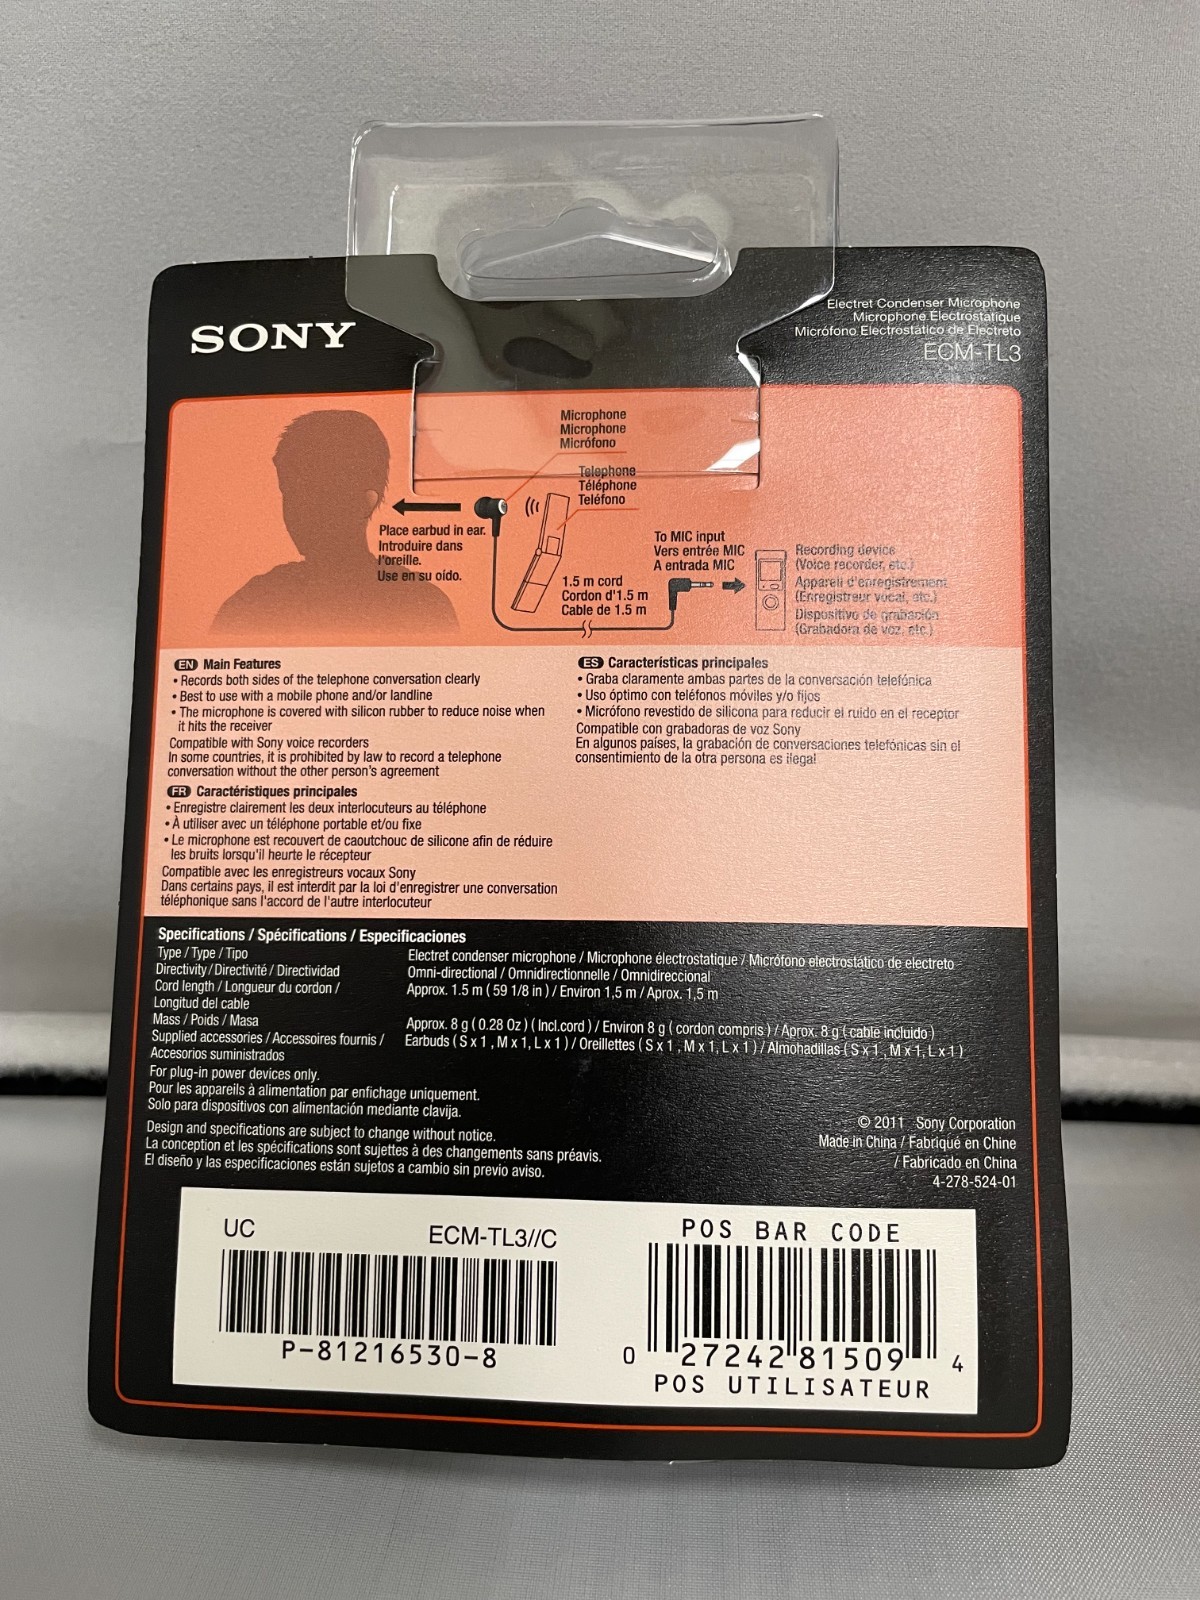 SONY
Electret Condenser Microphone
Microphone Électrostatique
Micrófono Electrostático de Electreto
ECM-TL3
Microphone
Microphone
Micrófono
Telephone
Téléphone
Teléfono
Place earbud in ear.
Introduire dans
l'oreille.
Use en su oído.
1.5 m cord
Cordon d'1.5 m
Cable de 1.5 m
To MIC input
Vers entrée MIC
A entrada MIC
Recording device
(Voice recorder, etc.)
Appareil d'enregistrement
(Enregistreur vocal, etc.)
Dispositivo de grabación
(Grabadora de voz, etc.)
EN Main Features
• Records both sides of the telephone conversation clearly
• Best to use with a mobile phone and/or landline
• The microphone is covered with silicon rubber to reduce noise when
it hits the receiver
Compatible with Sony voice recorders
In some countries, it is prohibited by law to record a telephone
conversation without the other person's agreement
FR Caractéristiques principales
• Enregistre clairement les deux interlocuteurs au téléphone
• À utiliser avec un téléphone portable et/ou fixe
• Le microphone est recouvert de caoutchouc de silicone afin de réduire
les bruits lorsqu'il heurte le récepteur
Compatible avec les enregistreurs vocaux Sony
Dans certains pays, il est interdit par la loi d'enregistrer une conversation
téléphonique sans l'accord de l'autre interlocuteur
ES Características principales
• Graba claramente ambas partes de la conversación telefónica
• Uso óptimo con teléfonos móviles y/o fijos
• Micrófono revestido de silicona para reducir el ruido en el receptor
Compatible con grabadoras de voz Sony
En algunos países, la grabación de conversaciones telefónicas sin el
consentimiento de la otra persona es ilegal
Specifications / Spécifications / Especificaciones
Type / Type / Tipo
Electret condenser microphone / Microphone électrostatique / Micrófono electrostático de electreto
Directivity / Directivité / Directividad
Omni-directional / Omnidirectionnelle / Omnidireccional
Cord length / Longueur du cordon /
Longitud del cable
Approx. 1.5 m ( 59 1/8 in ) / Environ 1,5 m / Aprox. 1,5 m
Mass / Poids / Masa
Approx. 8 g ( 0.28 Oz ) ( Incl.cord ) / Environ 8 g ( cordon compris ) / Aprox. 8 g ( cable incluido )
Supplied accessories / Accessoires fournis /
Accesorios suministrados
Earbuds ( S x 1 , M x 1, L x 1 ) / Oreillettes ( S x 1 , M x 1, L x 1 ) / Almohadillas ( S x 1 , M x 1, L x 1 )
For plug-in power devices only.
Pour les appareils à alimentation par enfichage uniquement.
Solo para dispositivos con alimentación mediante clavija.
Design and specifications are subject to change without notice.
La conception et les spécifications sont sujettes à des changements sans préavis.
El diseño y las especificaciones están sujetos a cambio sin previo aviso.
© 2011 Sony Corporation
Made in China / Fabriqué en Chine
/ Fabricado en China
4-278-524-01
UC ECM-TL3//C
P-81216530-8
POS BAR CODE
0 27242 81509 4
POS UTILISATEUR